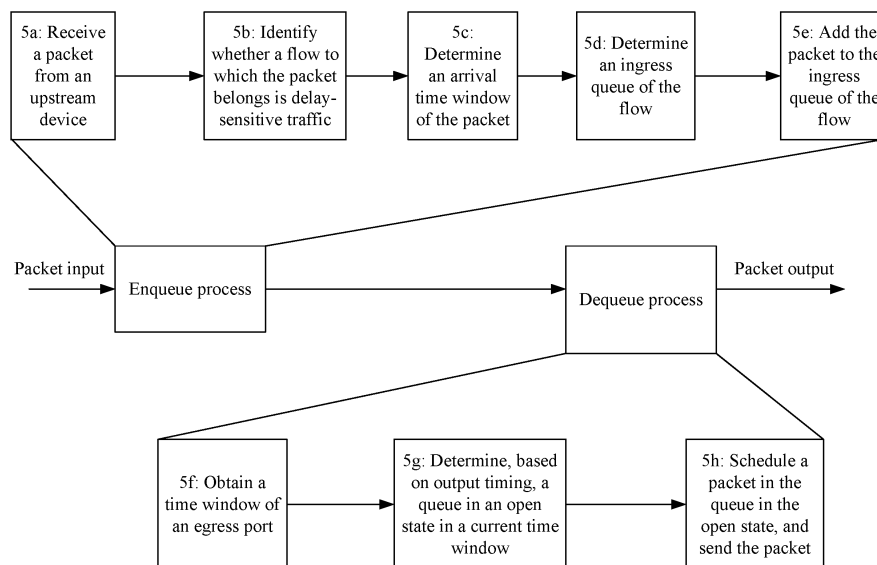 5a: Receive
a packet
from an
upstream
device
5b: Identify
whether a flow to
which the packet
belongs is delay-
sensitive traffic
5c:
Determine
an arrival
time window
of the packet
5d: Determine
an ingress
queue of the
flow
5e: Add the
packet to the
ingress
queue of the
flow
Packet input
Enqueue process
Dequeue process
Packet output
5f: Obtain a
time window of
an egress port
5g: Determine, based
on output timing, a
queue in an open
state in a current time
window
5h: Schedule a
packet in the
queue in the
open state, and
send the packet